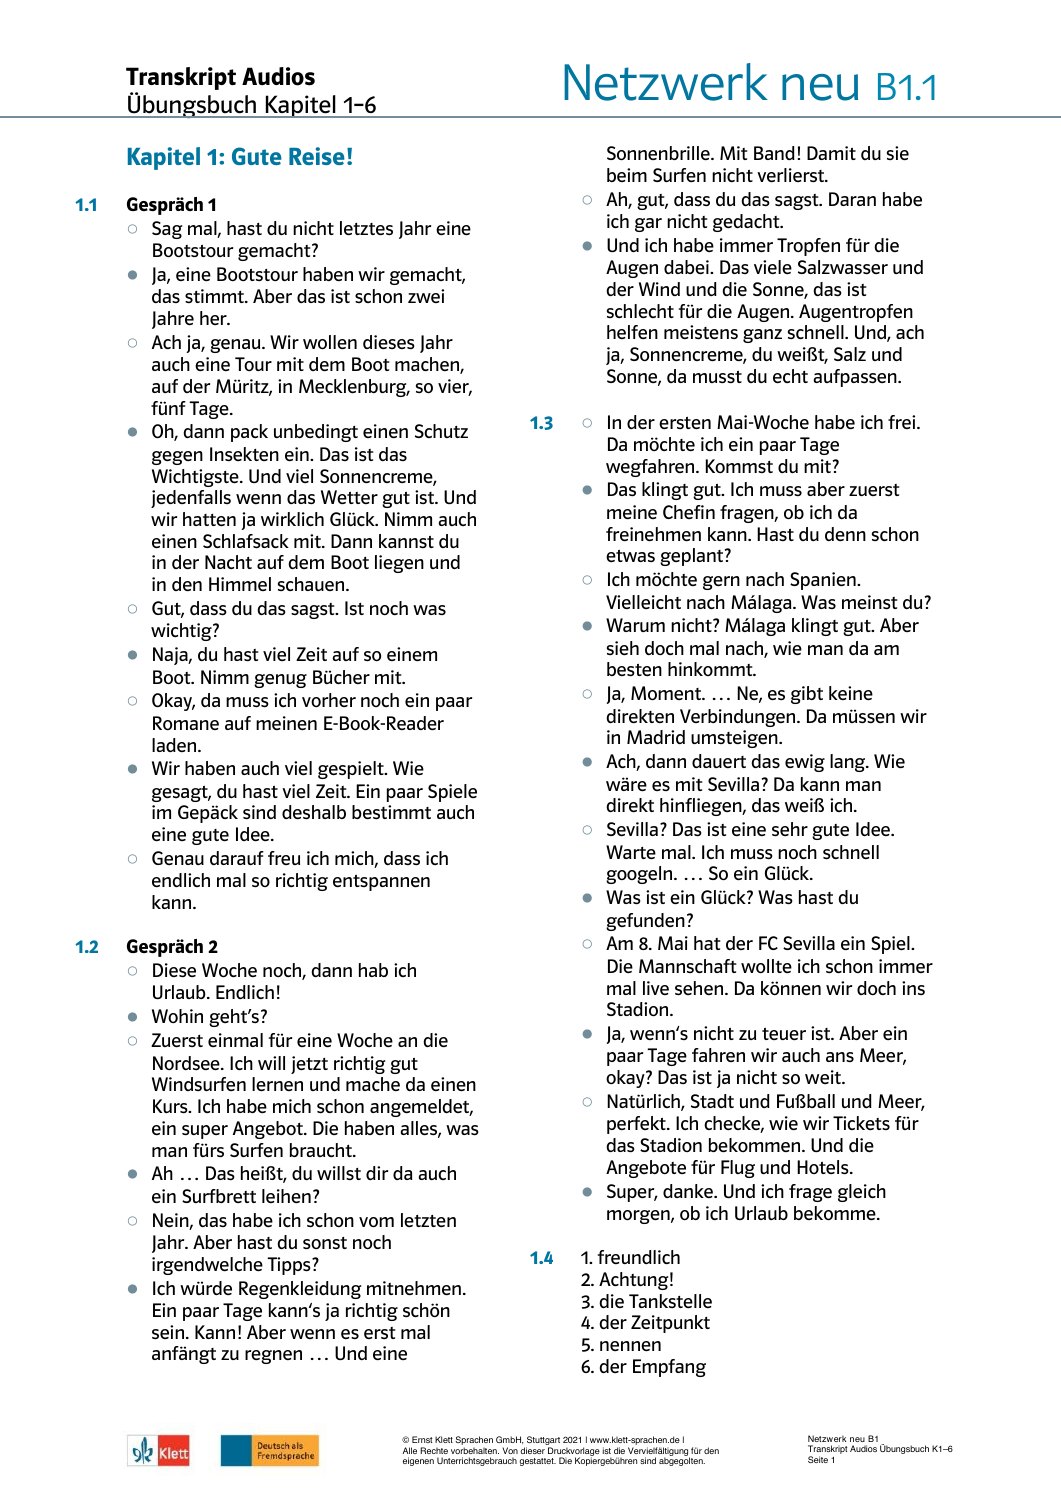 Transkript Audios
Übungsbuch Kapitel 1–6
Netzwerk neu B1.1
Kapitel 1: Gute Reise!
1.1 Gespräch 1
○ Sag mal, hast du nicht letztes Jahr eine
Bootstour gemacht?
● Ja, eine Bootstour haben wir gemacht,
das stimmt. Aber das ist schon zwei
Jahre her.
○ Ach ja, genau. Wir wollen dieses Jahr
auch eine Tour mit dem Boot machen,
auf der Müritz, in Mecklenburg, so vier,
fünf Tage.
● Oh, dann pack unbedingt einen Schutz
gegen Insekten ein. Das ist das
Wichtigste. Und viel Sonnencreme,
jedenfalls wenn das Wetter gut ist. Und
wir hatten ja wirklich Glück. Nimm auch
einen Schlafsack mit. Dann kannst du
in der Nacht auf dem Boot liegen und
in den Himmel schauen.
○ Gut, dass du das sagst. Ist noch was
wichtig?
● Naja, du hast viel Zeit auf so einem
Boot. Nimm genug Bücher mit.
○ Okay, da muss ich vorher noch ein paar
Romane auf meinen E-Book-Reader
laden.
● Wir haben auch viel gespielt. Wie
gesagt, du hast viel Zeit. Ein paar Spiele
im Gepäck sind deshalb bestimmt auch
eine gute Idee.
○ Genau darauf freu ich mich, dass ich
endlich mal so richtig entspannen
kann.
1.2 Gespräch 2
○ Diese Woche noch, dann hab ich
Urlaub. Endlich!
● Wohin geht's?
○ Zuerst einmal für eine Woche an die
Nordsee. Ich will jetzt richtig gut
Windsurfen lernen und mache da einen
Kurs. Ich habe mich schon angemeldet,
ein super Angebot. Die haben alles, was
man fürs Surfen braucht.
● Ah … Das heißt, du willst dir da auch
ein Surfbrett leihen?
○ Nein, das habe ich schon vom letzten
Jahr. Aber hast du sonst noch
irgendwelche Tipps?
● Ich würde Regenkleidung mitnehmen.
Ein paar Tage kann‘s ja richtig schön
sein. Kann! Aber wenn es erst mal
anfängt zu regnen … Und eine
Sonnenbrille. Mit Band! Damit du sie
beim Surfen nicht verlierst.
○ Ah, gut, dass du das sagst. Daran habe
ich gar nicht gedacht.
● Und ich habe immer Tropfen für die
Augen dabei. Das viele Salzwasser und
der Wind und die Sonne, das ist
schlecht für die Augen. Augentropfen
helfen meistens ganz schnell. Und, ach
ja, Sonnencreme, du weißt, Salz und
Sonne, da musst du echt aufpassen.
1.3 ○ In der ersten Mai-Woche habe ich frei.
Da möchte ich ein paar Tage
wegfahren. Kommst du mit?
● Das klingt gut. Ich muss aber zuerst
meine Chefin fragen, ob ich da
freinehmen kann. Hast du denn schon
etwas geplant?
○ Ich möchte gern nach Spanien.
Vielleicht nach Málaga. Was meinst du?
● Warum nicht? Málaga klingt gut. Aber
sieh doch mal nach, wie man da am
besten hinkommt.
○ Ja, Moment. … Ne, es gibt keine
direkten Verbindungen. Da müssen wir
in Madrid umsteigen.
● Ach, dann dauert das ewig lang. Wie
wäre es mit Sevilla? Da kann man
direkt hinfliegen, das weiß ich.
○ Sevilla? Das ist eine sehr gute Idee.
Warte mal. Ich muss noch schnell
googeln. … So ein Glück.
● Was ist ein Glück? Was hast du
gefunden?
○ Am 8. Mai hat der FC Sevilla ein Spiel.
Die Mannschaft wollte ich schon immer
mal live sehen. Da können wir doch ins
Stadion.
● Ja, wenn‘s nicht zu teuer ist. Aber ein
paar Tage fahren wir auch ans Meer,
okay? Das ist ja nicht so weit.
○ Natürlich, Stadt und Fußball und Meer,
perfekt. Ich checke, wie wir Tickets für
das Stadion bekommen. Und die
Angebote für Flug und Hotels.
● Super, danke. Und ich frage gleich
morgen, ob ich Urlaub bekomme.
1.4 1. freundlich
2. Achtung!
3. die Tankstelle
4. der Zeitpunkt
5. nennen
6. der Empfang
Klett
Deutsch als
Fremdsprache
© Ernst Klett Sprachen GmbH, Stuttgart 2021 | www.klett-sprachen.de |
Alle Rechte vorbehalten. Von dieser Druckvorlage ist die Vervielfältigung für den
eigenen Unterrichtsgebrauch gestattet. Die Kopiergebühren sind abgegolten.
Netzwerk neu B1
Transkript Audios Übungsbuch K1–6
Seite 1